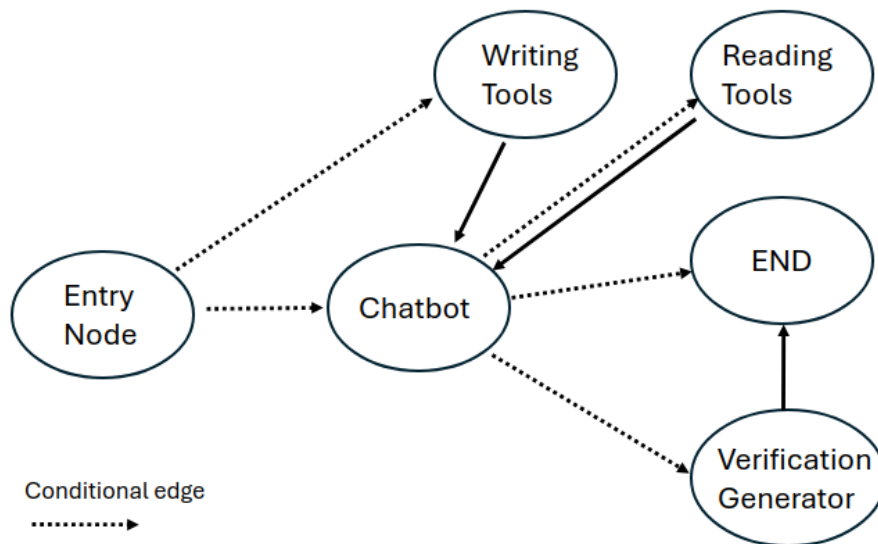 Writing
Tools
Reading
Tools
Entry
Node
Chatbot
END
Verification
Generator
Conditional edge